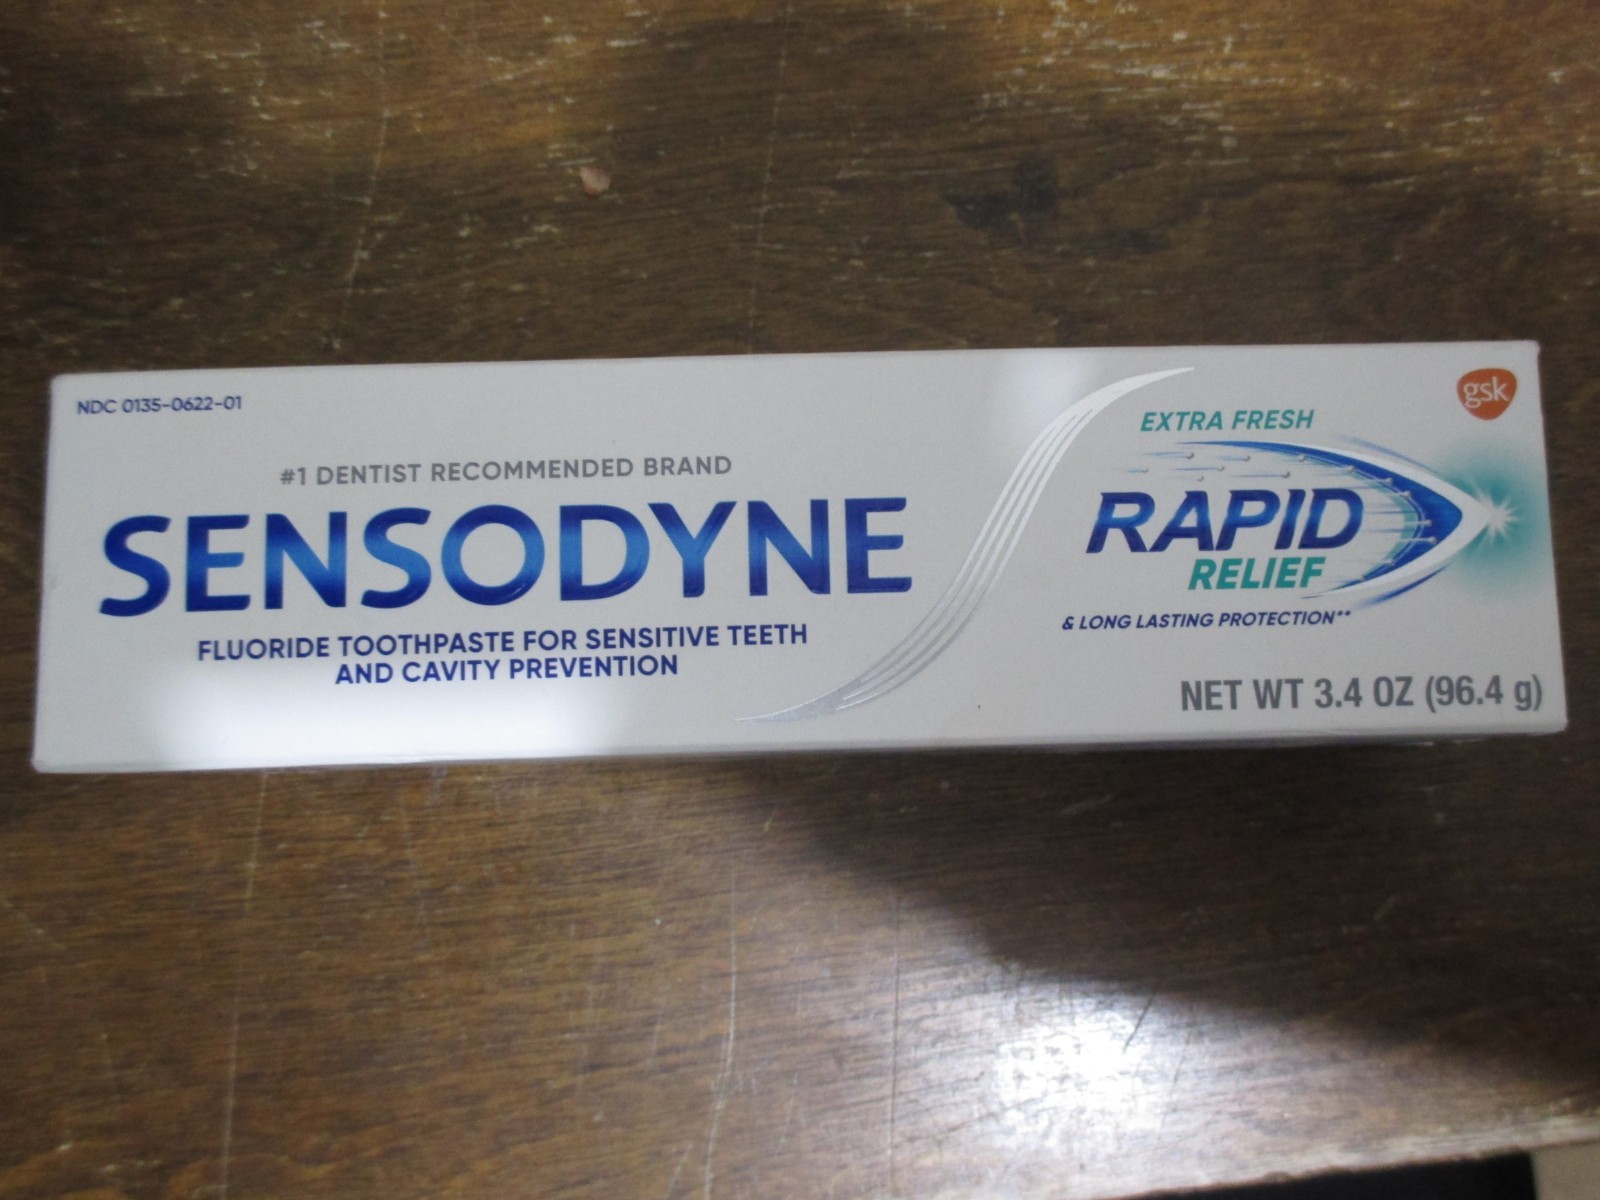 NDC 0135-0622-01
#1 DENTIST RECOMMENDED BRAND
SENSODYNE
FLUORIDE TOOTHPASTE FOR SENSITIVE TEETH
AND CAVITY PREVENTION
gsk
EXTRA FRESH
RAPID
RELIEF
& LONG LASTING PROTECTION**
NET WT 3.4 OZ (96.4 g)